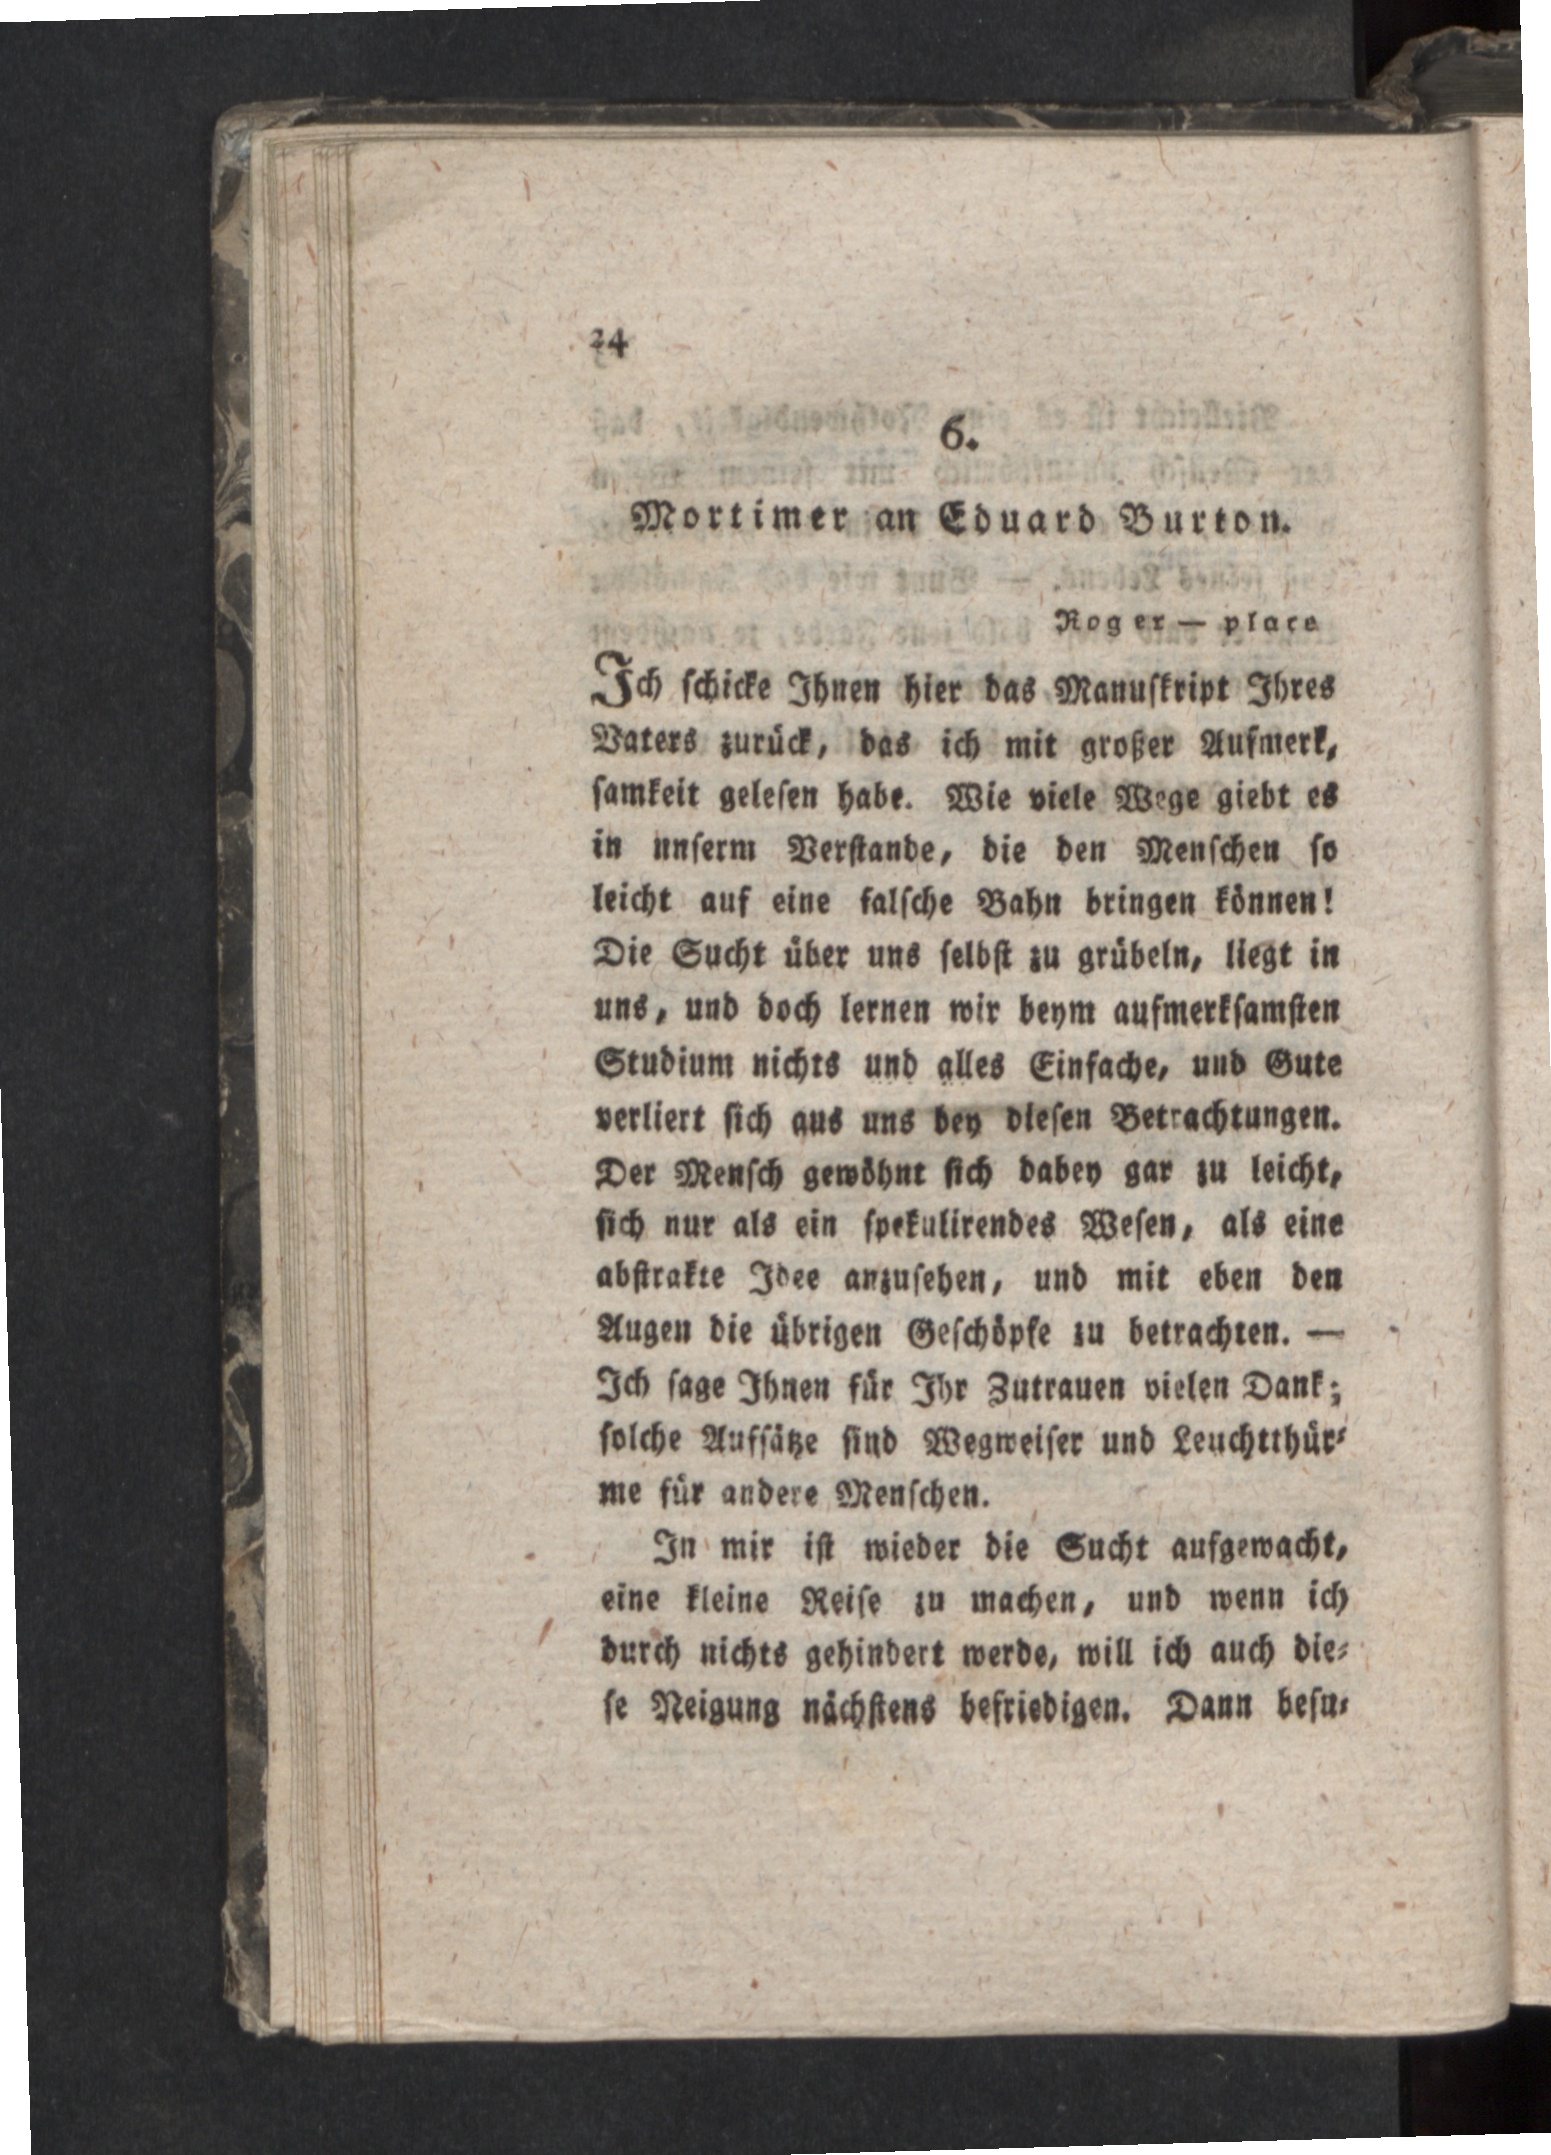 24
6.
Mortimer an Eduard Burton.
Roger — place
Ich ſchicke Ihnen hier das Manuſkript Ihres
Vaters zurück, das ich mit großer Aufmerk,
ſamkeit geleſen habe. Wie viele Wege giebt es
in nnſerm Verſtande, die den Menſchen ſo
leicht auf eine falſche Bahn bringen können!
Die Sucht über uns ſelbſt zu grübeln, liegt in
uns, und doch lernen wir beym aufmerkſamſten
Studium nichts und alles Einfache, und Gute
verliert ſich aus uns bey dieſen Betrachtungen.
Der Menſch gewöhnt ſich dabey gar zu leicht,
ſich nur als ein ſpekulirendes Weſen, als eine
abſtrakte Idee anzuſehen, und mit eben den
Augen die übrigen Geſchöpfe zu betrachten. —
Ich ſage Ihnen für Ihr Zutrauen vielen Dank;
ſolche Aufſätze ſind Wegweiſer und Leuchtthür⸗
me für andere Menſchen.
In mir iſt wieder die Sucht aufgewacht,
eine kleine Reiſe zu machen, und wenn ich
durch nichts gehindert werde, will ich auch die⸗
ſe Neigung nächſtens befriedigen. Dann beſu⸗